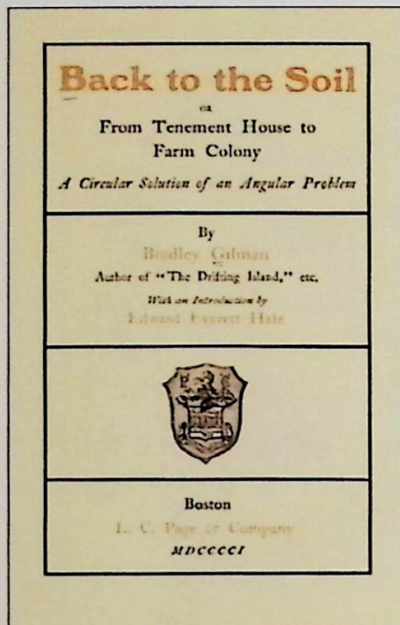 Back to the Soil
or
From Tenement House to
Farm Colony
A Circular Solution of an Angular Problem
By
Bradley Gilman
Author of "The Drifting Island," etc.
With an Introduction by
Edward Everett Hale
Boston
L. C. Page & Company
MDCCCCI